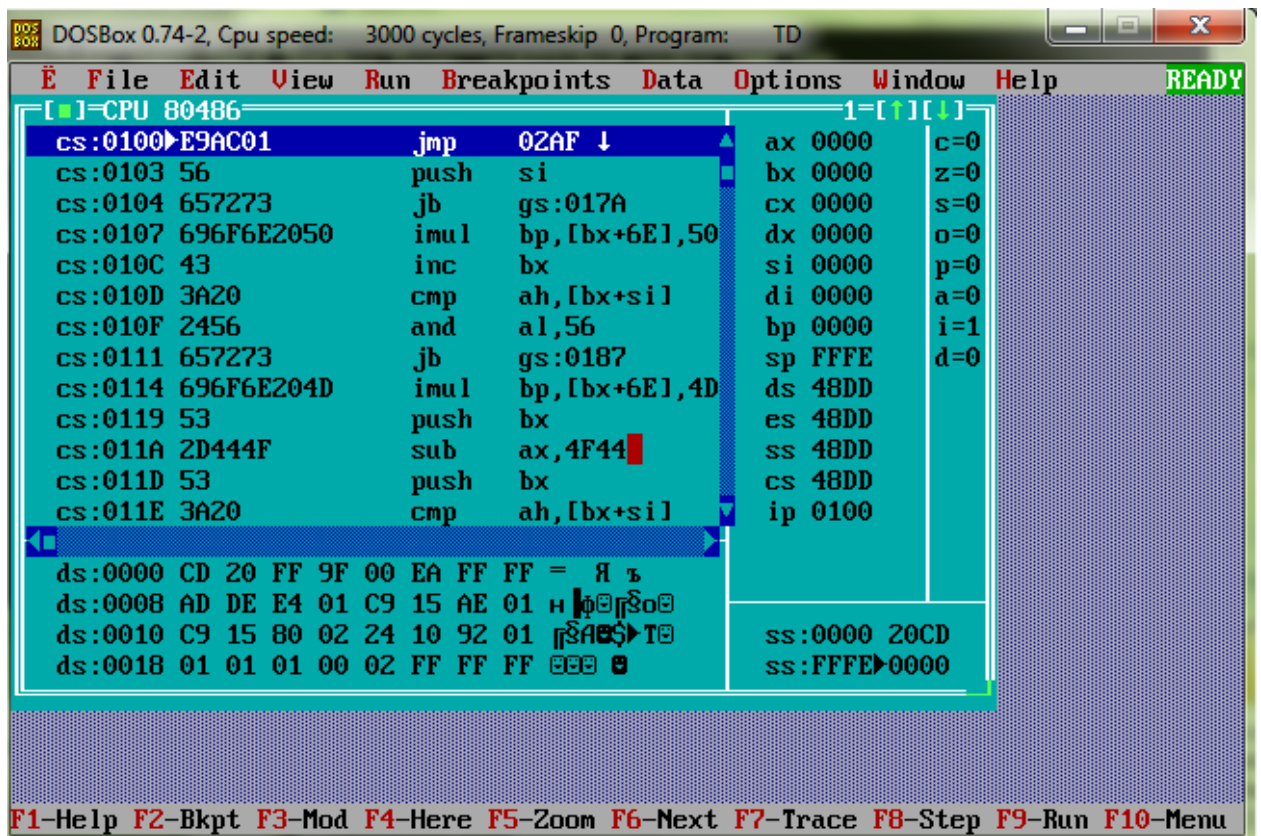 DOSBox 0.74-2, Cpu speed: 3000 cycles, Frameskip 0, Program: TD
Ë File Edit View Run Breakpoints Data Options Window Help READY
[■]=CPU 80486 1=[↑][↓]
cs:0100►E9AC01 jmp 02AF ↓ ax 0000 c=0
cs:0103 56 push si bx 0000 z=0
cs:0104 657273 jb gs:017A cx 0000 s=0
cs:0107 696F6E2050 imul bp,[bx+6E],50 dx 0000 o=0
cs:010C 43 inc bx si 0000 p=0
cs:010D 3A20 cmp ah,[bx+si] di 0000 a=0
cs:010F 2456 and al,56 bp 0000 i=1
cs:0111 657273 jb gs:0187 sp FFFE d=0
cs:0114 696F6E204D imul bp,[bx+6E],4D ds 48DD
cs:0119 53 push bx es 48DD
cs:011A 2D444F sub ax,4F44 ss 48DD
cs:011D 53 push bx cs 48DD
cs:011E 3A20 cmp ah,[bx+si] ip 0100
ds:0000 CD 20 FF 9F 00 EA FF FF = Я ъ
ds:0008 AD DE E4 01 C9 15 AE 01 н▐ф☺╔§о☺
ds:0010 C9 15 80 02 24 10 92 01 ╔§А☻$►Т☺ ss:0000 20CD
ds:0018 01 01 01 00 02 FF FF FF ☺☺☺ ☻ ss:FFFE►0000
F1-Help F2-Bkpt F3-Mod F4-Here F5-Zoom F6-Next F7-Trace F8-Step F9-Run F10-Menu